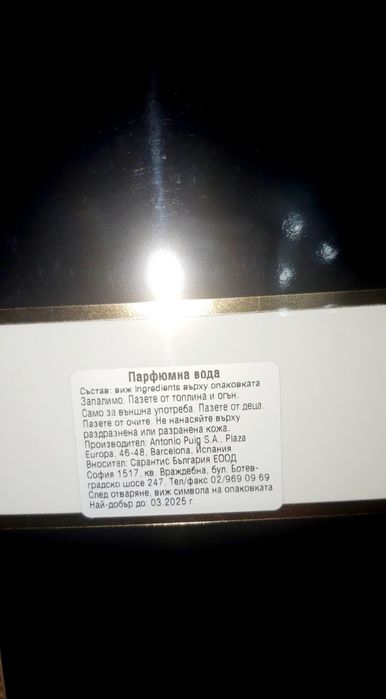 Парфюмна вода
Състав: виж Ingredients върху опаковката
Запалимо. Пазете от топлина и огън.
Само за външна употреба. Пазете от деца
Пазете от очите. Не нанасяйте върху
раздразнена или разранена кожа.
Производител: Antonio Puig S.A., Plaza
Europa, 46-48, Barcelona, Испания
Вносител: Сарантис България ЕООД
София 1517, кв. Враждебна, бул. Ботев-
градско шосе 247. Тел/факс 02/969 09 69
След отваряне, виж символа на опаковката.
Най-добър до: 03.2025 г.